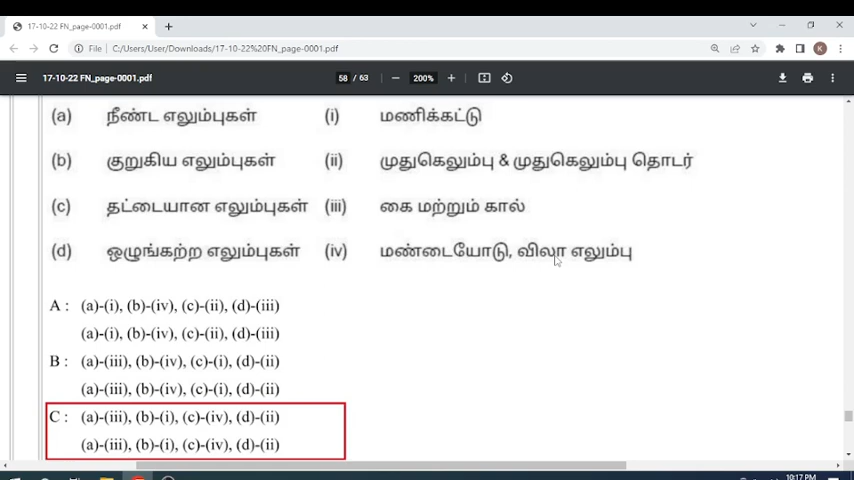 17-10-22 FN_page-0001.pdf
File C:/Users/User/Downloads/17-10-22%20FN_page-0001.pdf
K
17-10-22 FN_page-0001.pdf 58 / 63 200%
(a) நீண்ட எலும்புகள் (i) மணிக்கட்டு
(b) குறுகிய எலும்புகள் (ii) முதுகெலும்பு & முதுகெலும்பு தொடர்
(c) தட்டையான எலும்புகள் (iii) கை மற்றும் கால்
(d) ஒழுங்கற்ற எலும்புகள் (iv) மண்டையோடு, விலா எலும்பு
A : (a)-(i), (b)-(iv), (c)-(ii), (d)-(iii)
(a)-(i), (b)-(iv), (c)-(ii), (d)-(iii)
B : (a)-(iii), (b)-(iv), (c)-(i), (d)-(ii)
(a)-(iii), (b)-(iv), (c)-(i), (d)-(ii)
C : (a)-(iii), (b)-(i), (c)-(iv), (d)-(ii)
(a)-(iii), (b)-(i), (c)-(iv), (d)-(ii)
10:17 PM